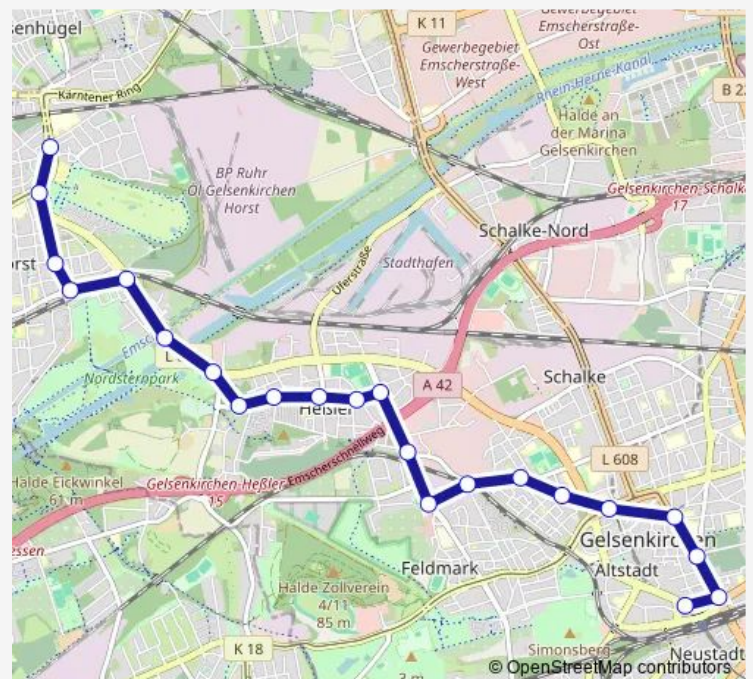 senhügel
K 11
Gewerbegebiet
Emscherstraße-
Ost
Gewerbegebiet
Emscherstraße-
West
Kärntener Ring
Rhein-Herne-Kanal
B 22
Halde an
der Marina
Gelsenkirchen
BP Ruhr
Öl Gelsenkirchen
Horst
Gelsenkirchen-Schalk
17
Schalke-Nord
orst
Uferstraße
Stadthafen
Emsc
L
Nordsternpark
A 42
Schalke
Heßler
L 608
Emscherschnellweg
Halde Eickwinkel
61 m
Gelsenkirchen-Heßler
15
essen
Gelsenkirchen
Altstadt
Feldmark
Halde Zollverein
4/11
85 m
K 18
Simonsberg
Neustadt
3 m
© OpenStreetMap contributors